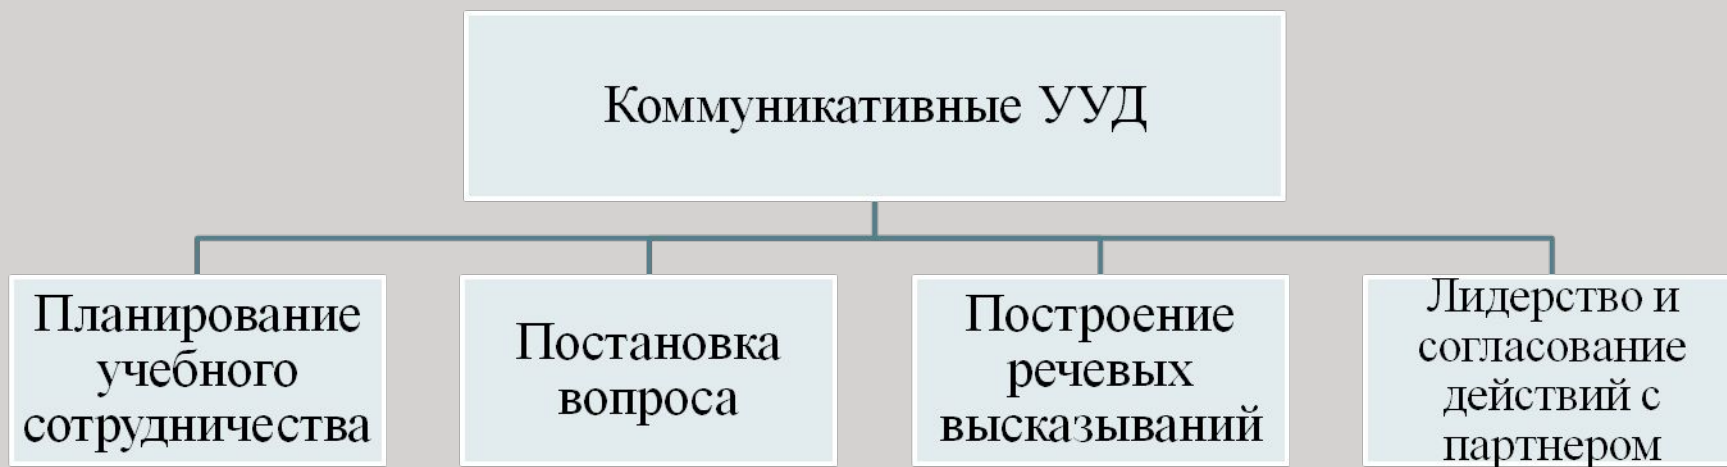 Коммуникативные УУД
Планирование
учебного
сотрудничества
Постановка
вопроса
Построение
речевых
высказываний
Лидерство и
согласование
действий с
партнером